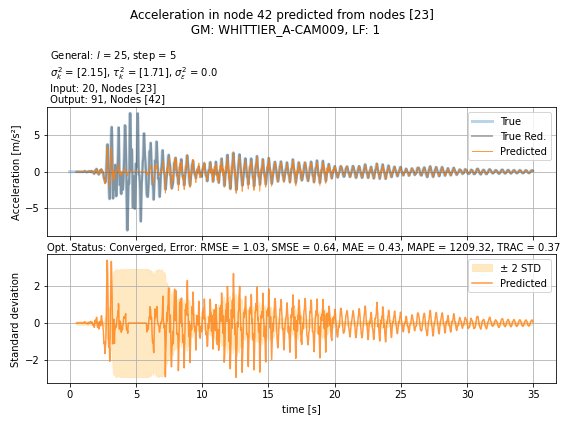 Acceleration in node 42 predicted from nodes [23]
GM: WHITTIER_A-CAM009, LF: 1
General: l = 25, step = 5
σ²ₖ = [2.15], τ²ₖ = [1.71], σ²ε = 0.0
Input: 20, Nodes [23]
Output: 91, Nodes [42]
Acceleration [m/s²]
5
0
−5
True
True Red.
Predicted
Opt. Status: Converged, Error: RMSE = 1.03, SMSE = 0.64, MAE = 0.43, MAPE = 1209.32, TRAC = 0.37
Standard deviation
2
0
−2
± 2 STD
Predicted
0 5 10 15 20 25 30 35
time [s]